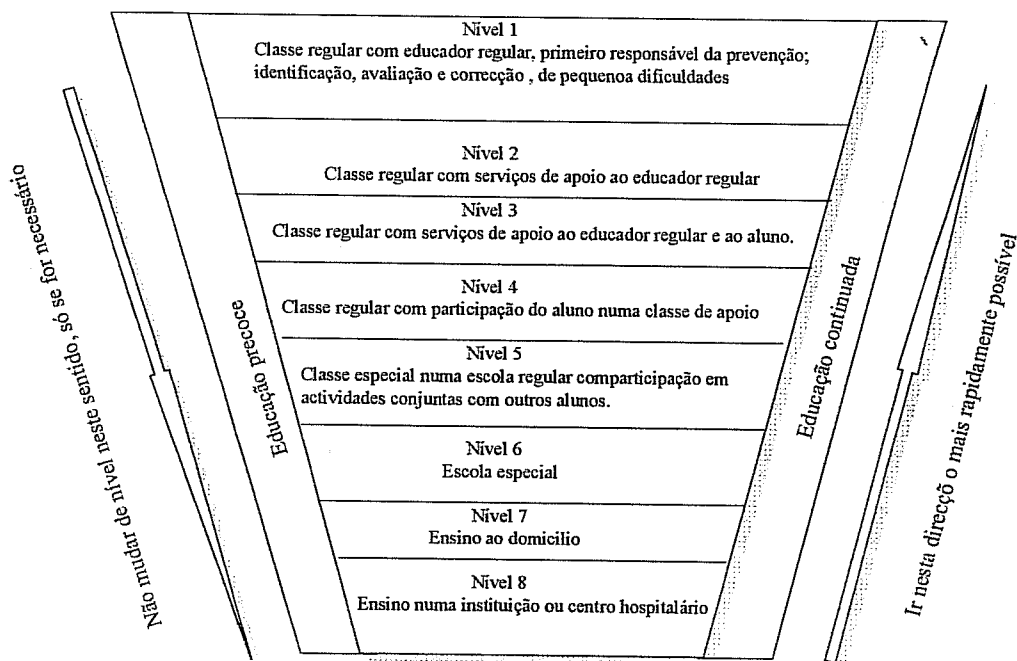 Nível 1
Classe regular com educador regular, primeiro responsável da prevenção;
identificação, avaliação e correcção , de pequenoa dificuldades
Nível 2
Classe regular com serviços de apoio ao educador regular
Nível 3
Classe regular com serviços de apoio ao educador regular e ao aluno.
Nível 4
Classe regular com participação do aluno numa classe de apoio
Nível 5
Classe especial numa escola regular comparticipação em
actividades conjuntas com outros alunos.
Nível 6
Escola especial
Nível 7
Ensino ao domicilio
Nível 8
Ensino numa instituição ou centro hospitalário
Não mudar de nível neste sentido, só se for necessário
Educação precoce
Educação continuada
Ir nesta direcçõ o mais rapidamente possível